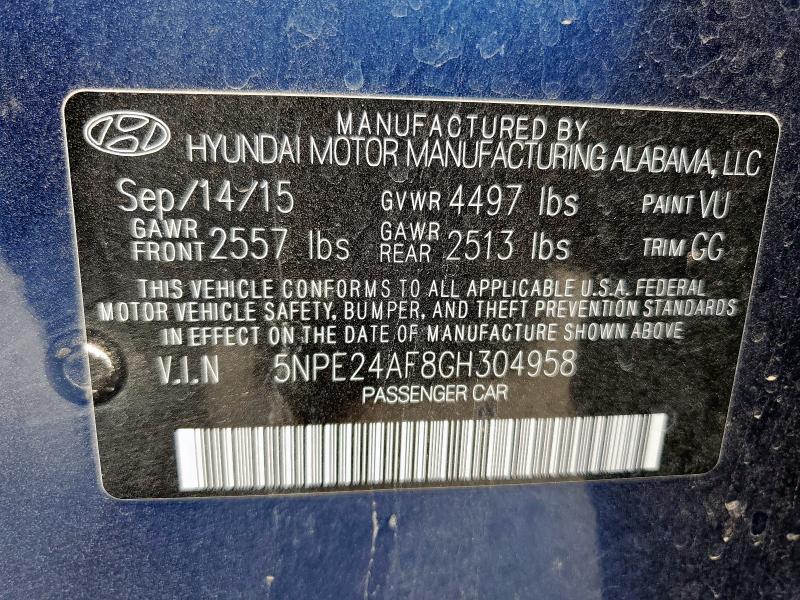 MANUFACTURED BY
HYUNDAI MOTOR MANUFACTURING ALABAMA, LLC
Sep/14/15 GVWR 4497 lbs PAINT VU
GAWR FRONT 2557 lbs GAWR REAR 2513 lbs TRIM GG
THIS VEHICLE CONFORMS TO ALL APPLICABLE U.S.A. FEDERAL
MOTOR VEHICLE SAFETY, BUMPER, AND THEFT PREVENTION STANDARDS
IN EFFECT ON THE DATE OF MANUFACTURE SHOWN ABOVE
V.I.N 5NPE24AF8GH304958
PASSENGER CAR